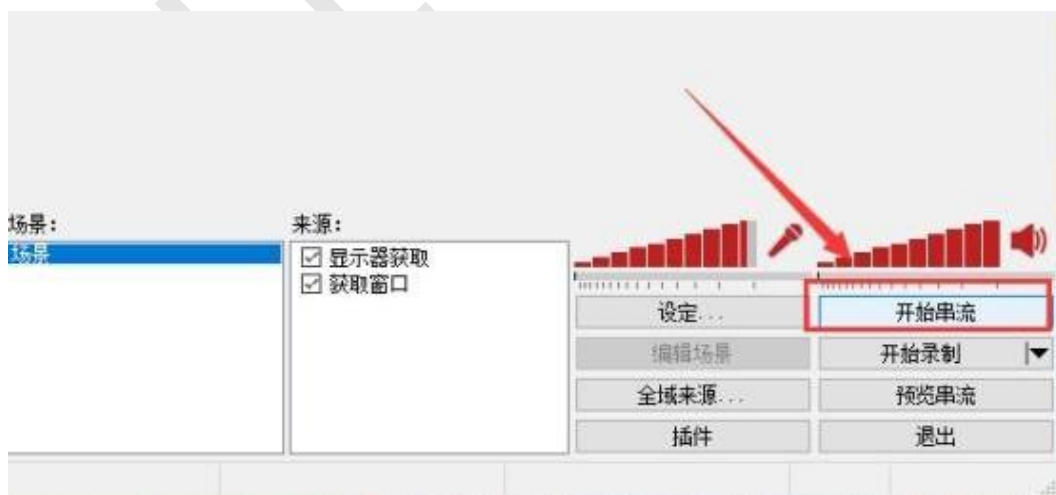 场景：
场景
来源：
显示器获取
获取窗口
设定...
开始串流
编辑场景
开始录制
全域来源...
预览串流
插件
退出